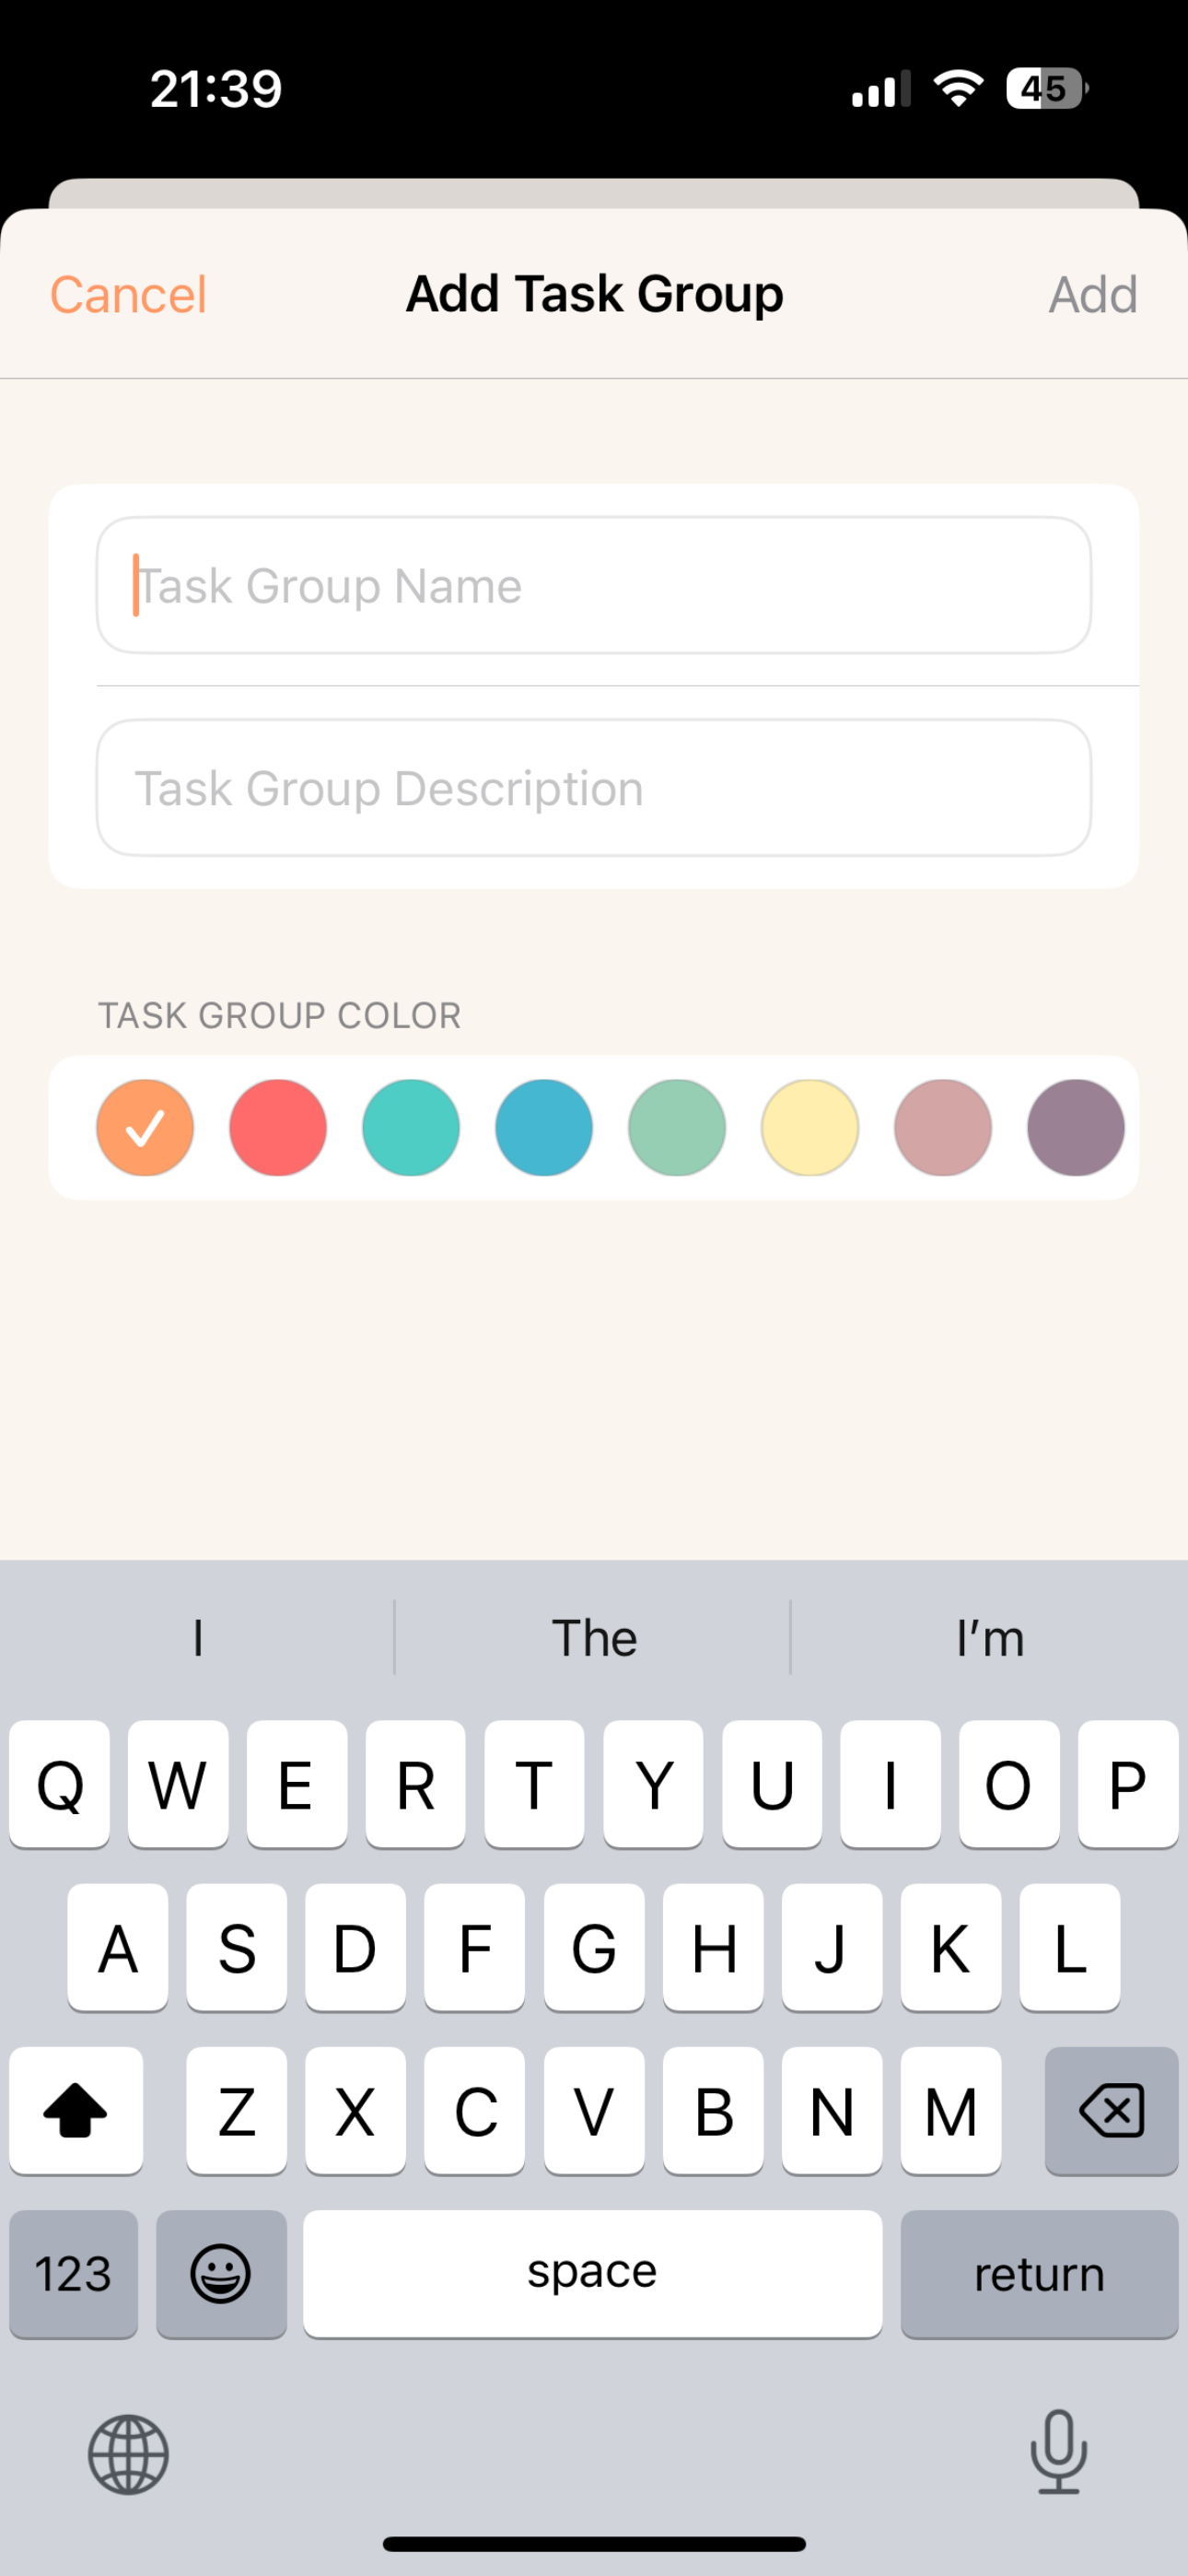 21:39
45
Cancel
Add Task Group
Add
Task Group Name
Task Group Description
TASK GROUP COLOR
I
The
I’m
Q W E R T Y U I O P
A S D F G H J K L
Z X C V B N M
123
space
return